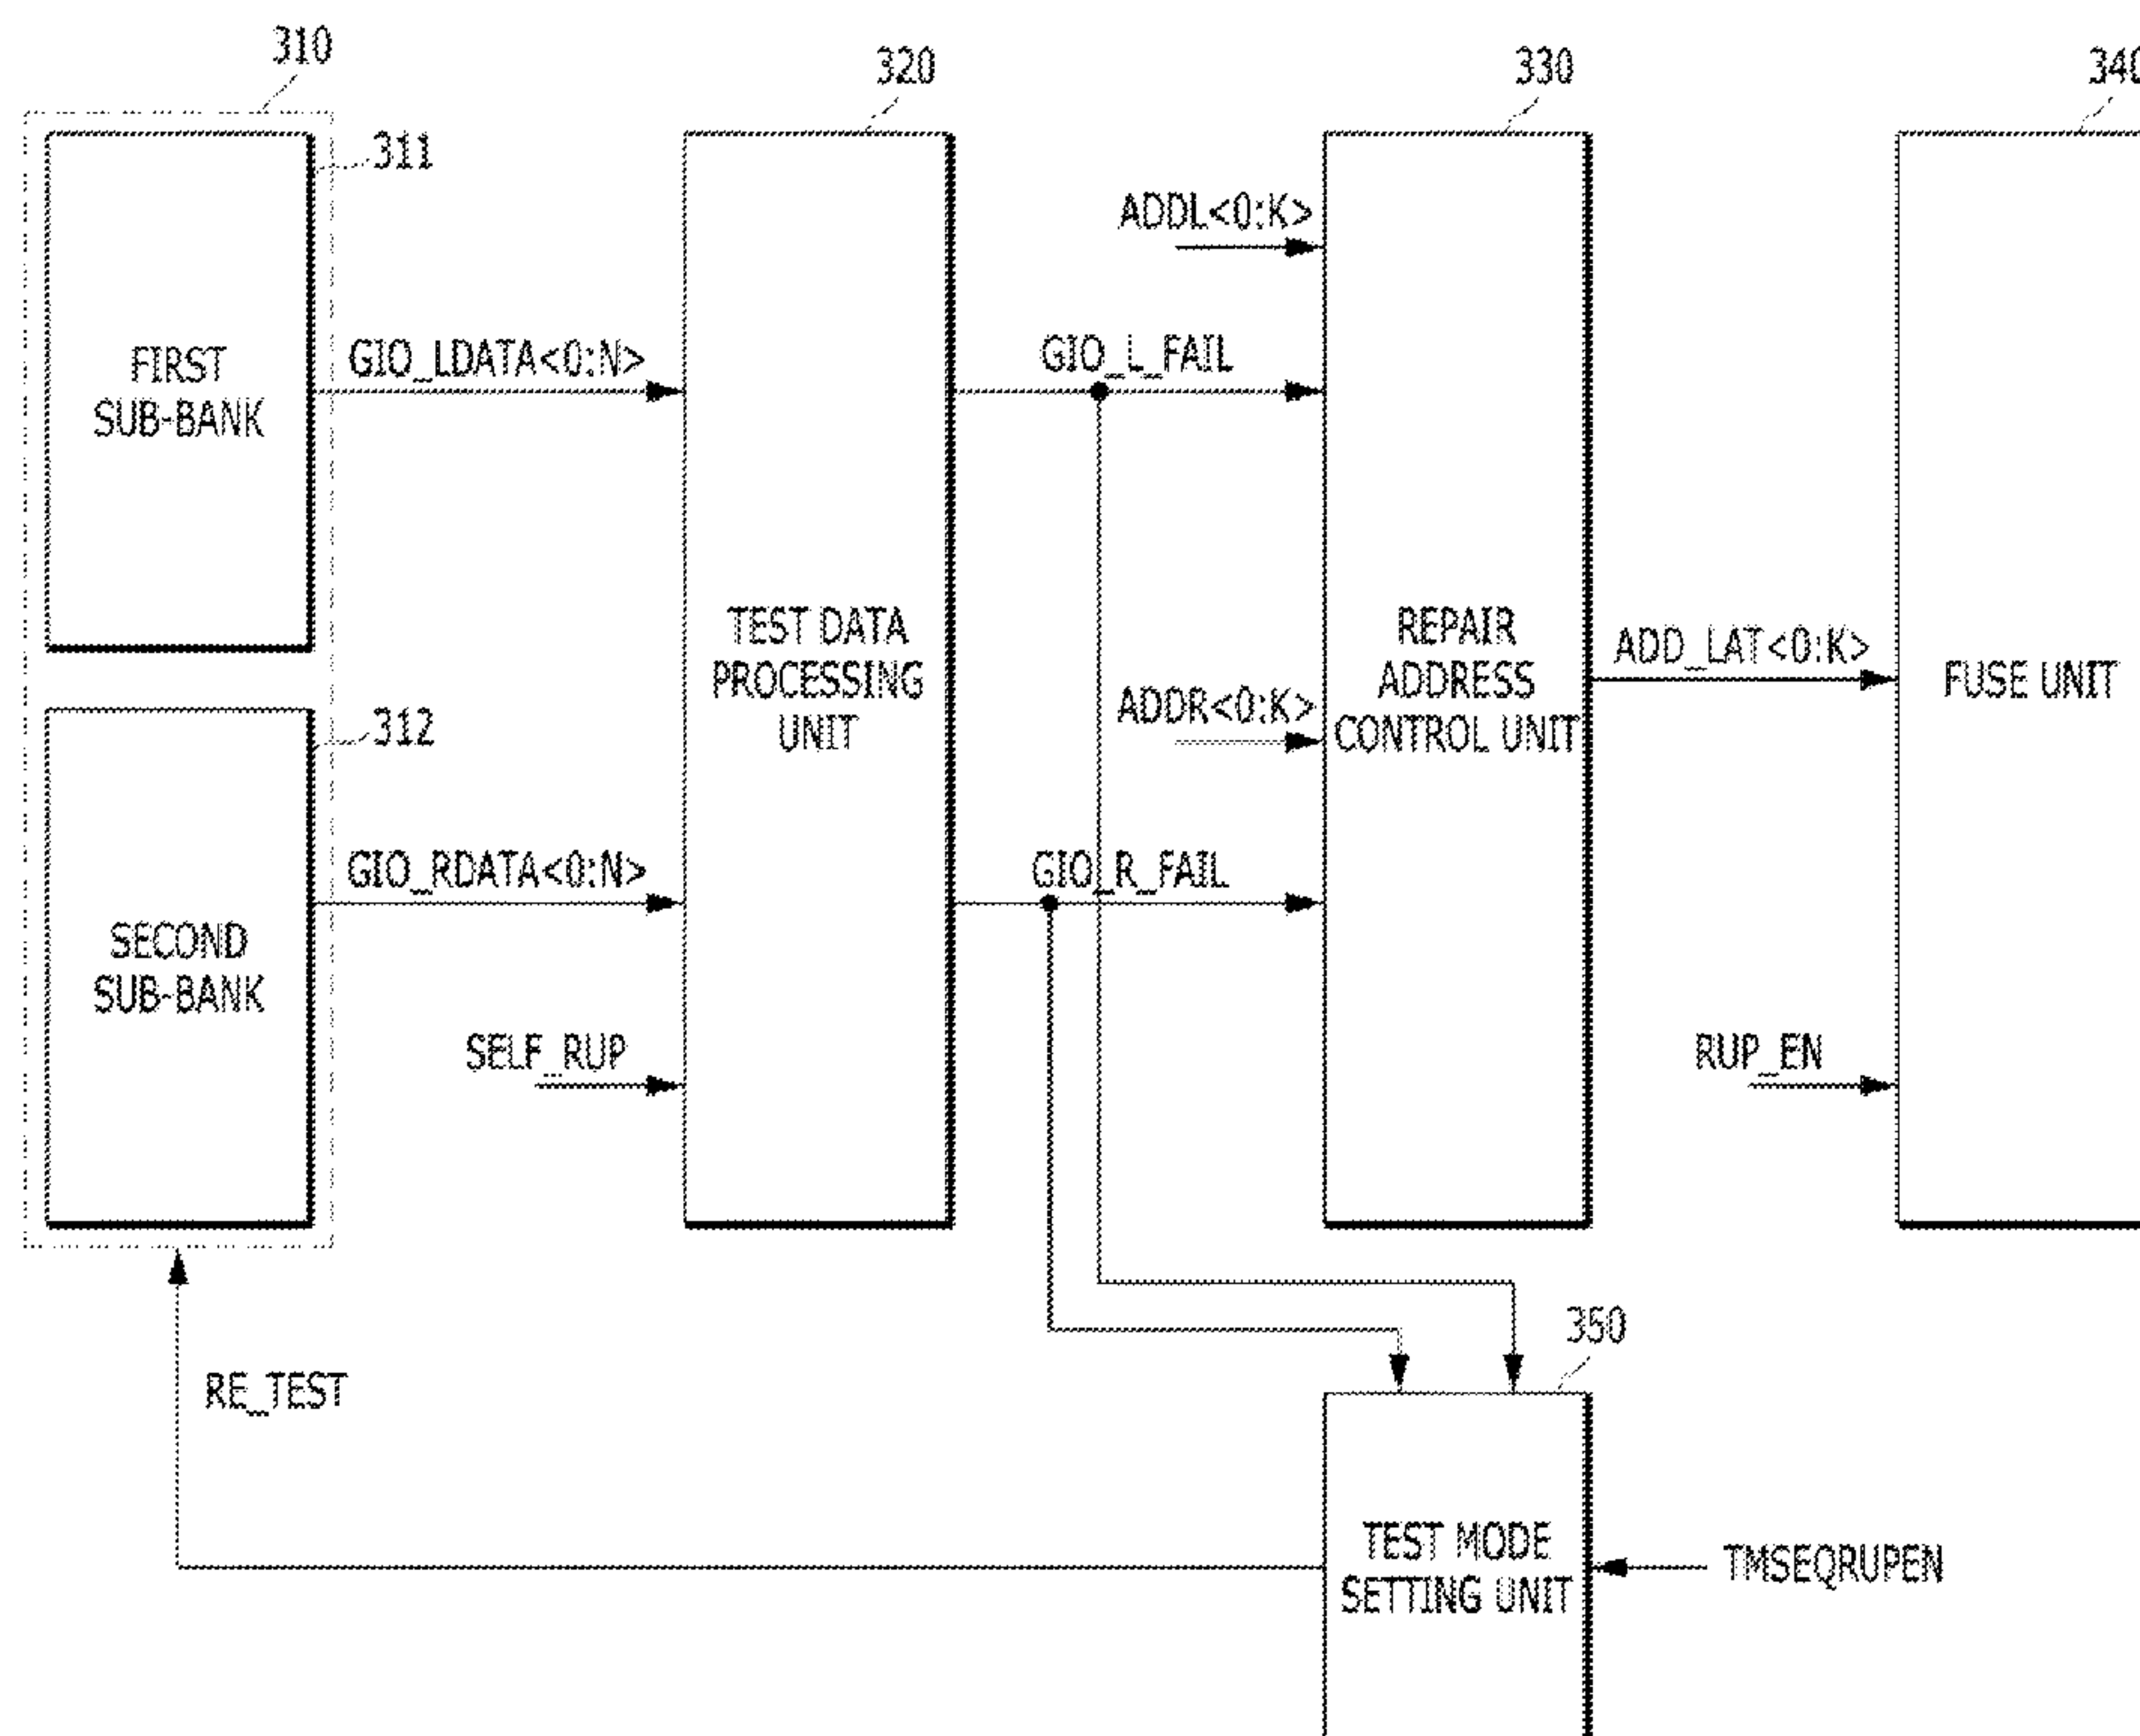 310
320
330
340
311
ADDL<0:K>
GIO_LDATA<0:N>
GIO_L_FAIL
FIRST
SUB-BANK
TEST DATA
PROCESSING
UNIT
REPAIR
ADDRESS
CONTROL UNIT
ADD_LAT<0:K>
FUSE UNIT
312
ADDR<0:K>
GIO_RDATA<0:N>
GIO_R_FAIL
SECOND
SUB-BANK
SELF_RUP
RUP_EN
350
RE_TEST
TEST MODE
SETTING UNIT
TMSEQRUPEN